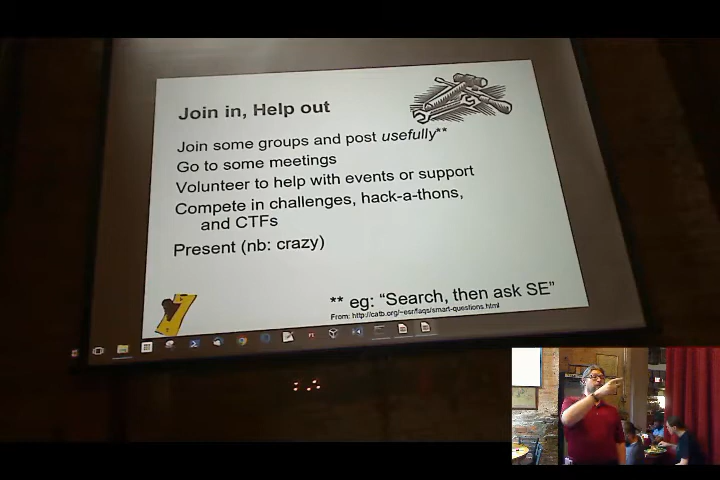 Join in, Help out
Join some groups and post usefully**
Go to some meetings
Volunteer to help with events or support
Compete in challenges, hack-a-thons,
and CTFs
Present (nb: crazy)
** eg: “Search, then ask SE”
From: http://catb.org/~esr/faqs/smart-questions.html